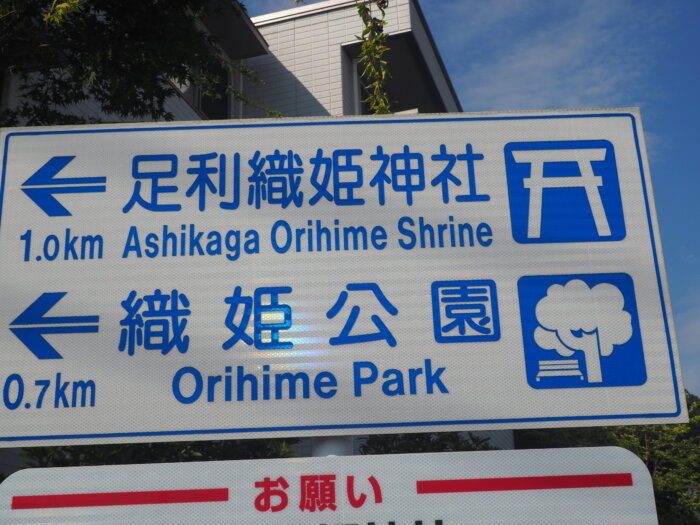 足利織姫神社
1.0km Ashikaga Orihime Shrine
織姫公園
Orihime Park
0.7km
お願い